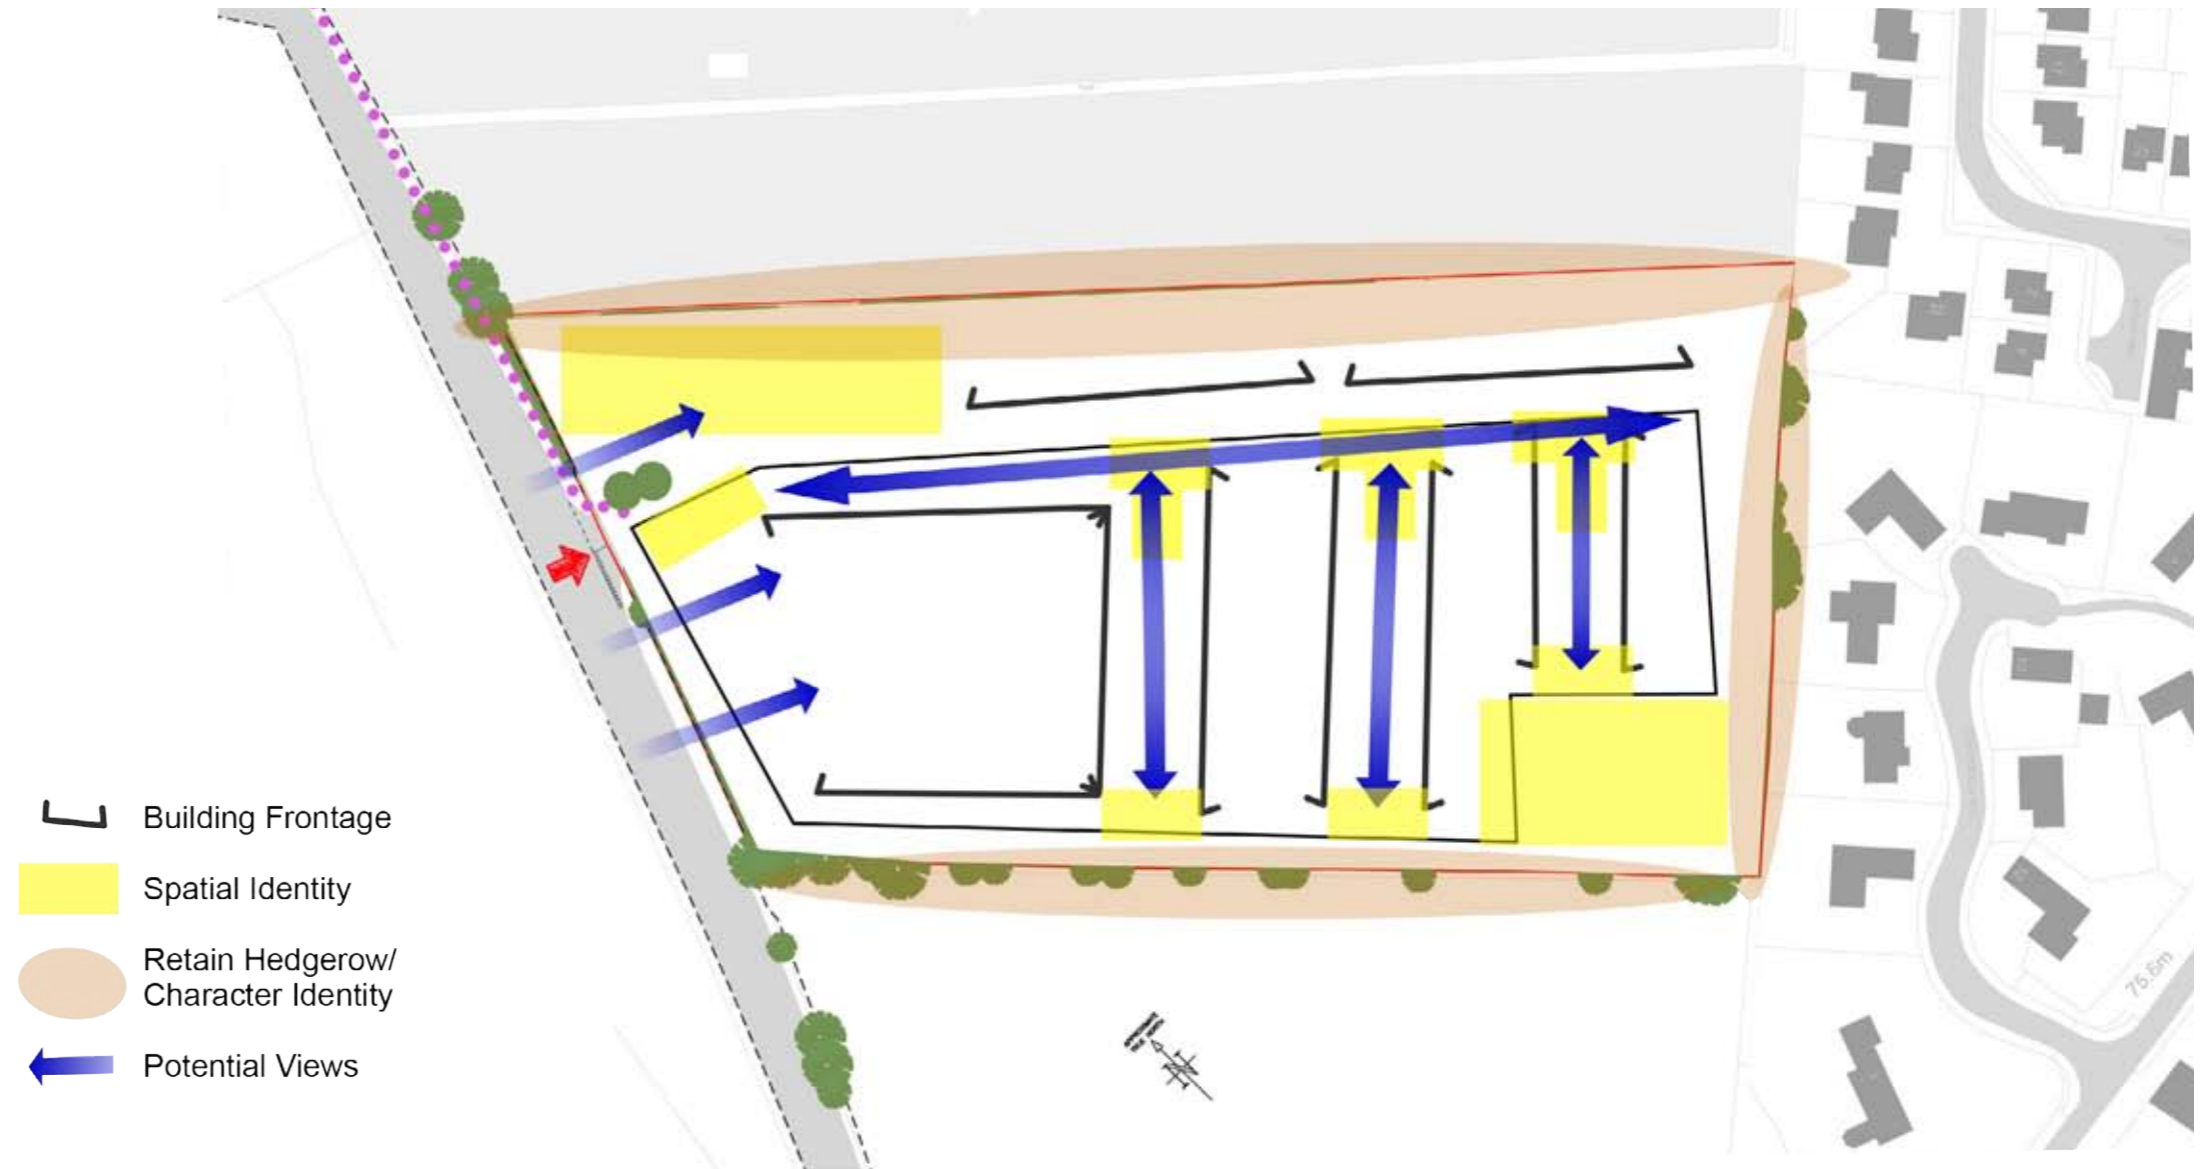 Building Frontage
Spatial Identity
Retain Hedgerow/
Character Identity
Potential Views
75.6m